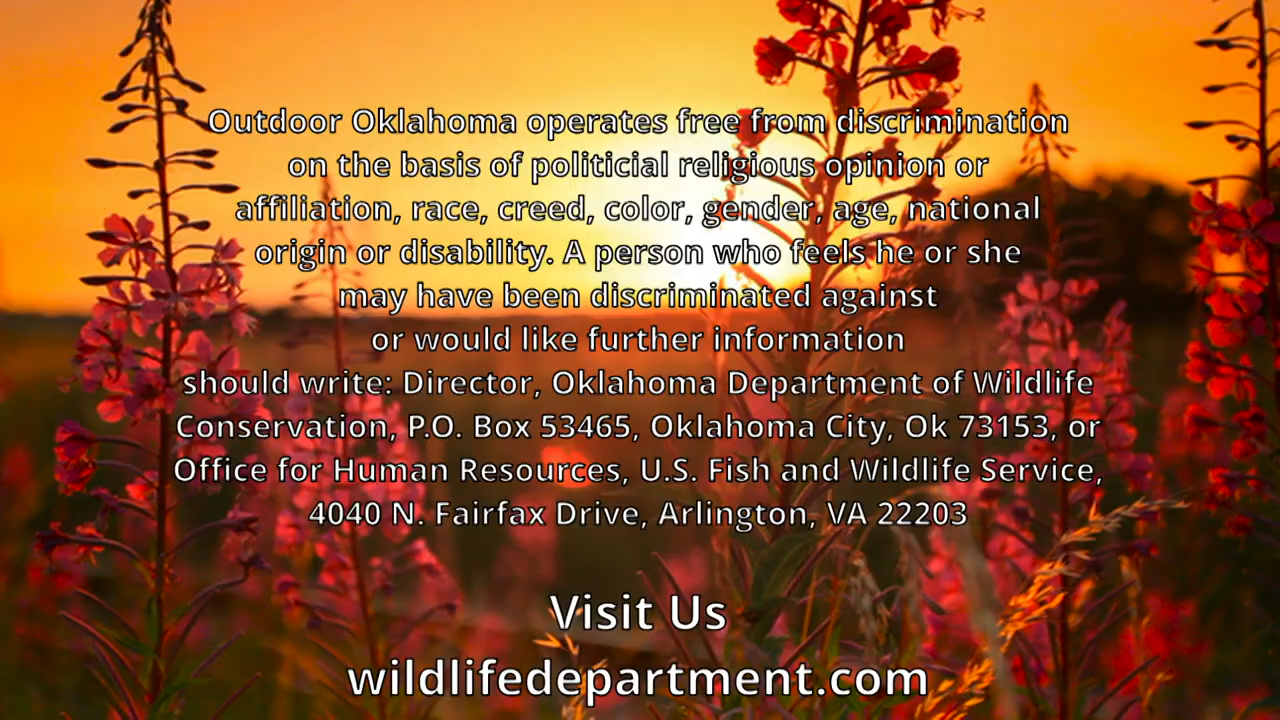 Outdoor Oklahoma operates free from discrimination
on the basis of politicial religious opinion or
affiliation, race, creed, color, gender, age, national
origin or disability. A person who feels he or she
may have been discriminated against
or would like further information
should write: Director, Oklahoma Department of Wildlife
Conservation, P.O. Box 53465, Oklahoma City, Ok 73153, or
Office for Human Resources, U.S. Fish and Wildlife Service,
4040 N. Fairfax Drive, Arlington, VA 22203
Visit Us
wildlifedepartment.com